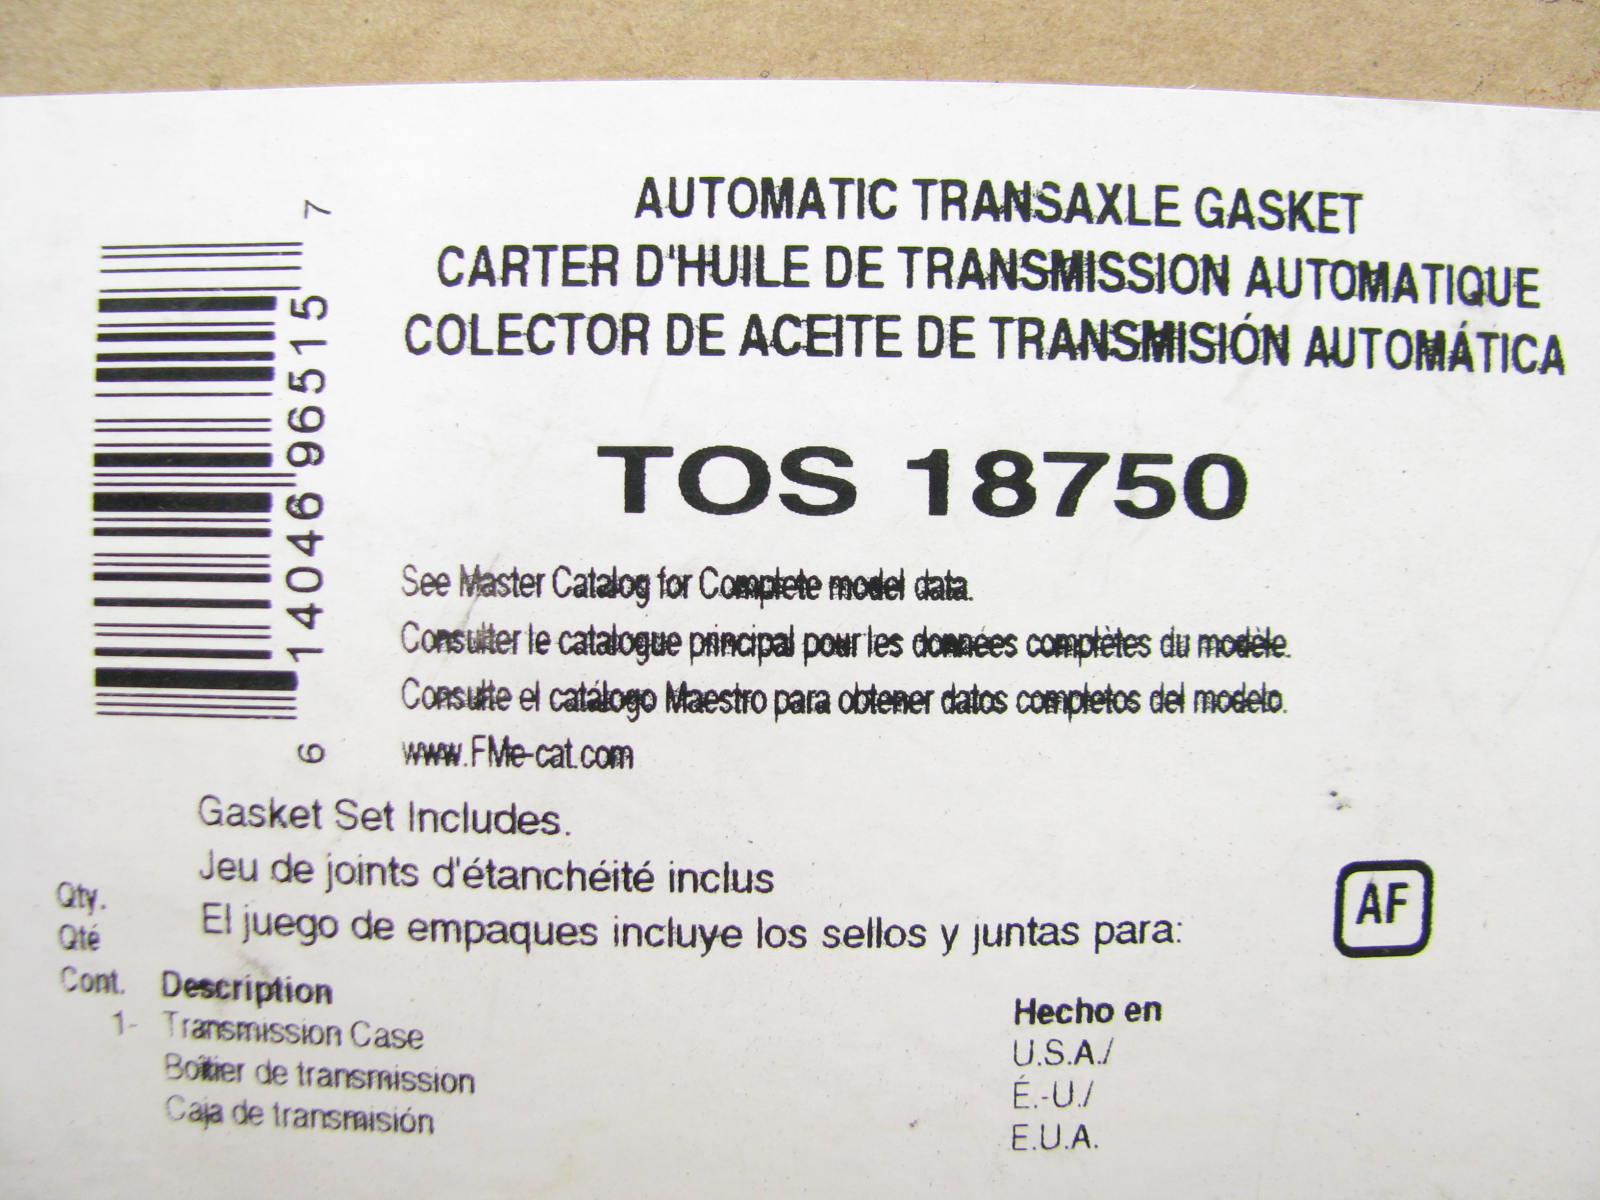 AUTOMATIC TRANSAXLE GASKET
CARTER D'HUILE DE TRANSMISSION AUTOMATIQUE
COLECTOR DE ACEITE DE TRANSMISIÓN AUTOMÁTICA
6 14046 96515 7
TOS 18750
See Master Catalog for Complete model data.
Consulter le catalogue principal pour les données complètes du modèle.
Consulte el catálogo Maestro para obtener datos completos del modelo.
www.FMe-cat.com
Gasket Set Includes.
Jeu de joints d'étanchéité inclus
El juego de empaques incluye los sellos y juntas para:
AF
Qty.
Qté
Cont. Description
1- Transmission Case
Boîtier de transmission
Caja de transmisión
Hecho en
U.S.A./
É.-U./
E.U.A.